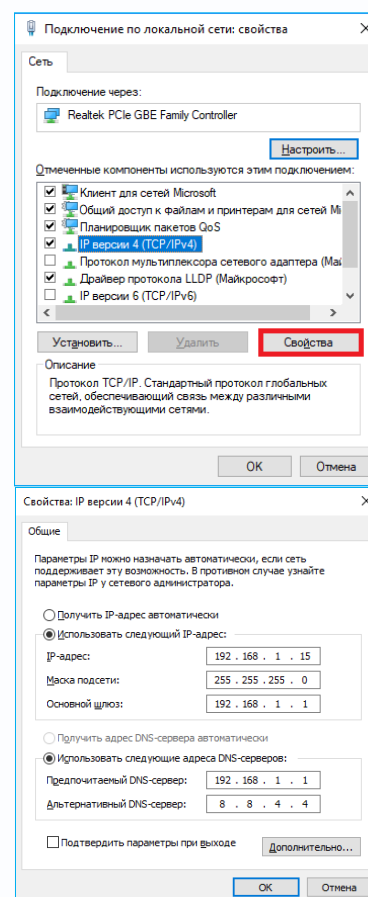 Подключение по локальной сети: свойства
Сеть
Подключение через:
Realtek PCIe GBE Family Controller
Настроить...
Отмеченные компоненты используются этим подключением:
Клиент для сетей Microsoft
Общий доступ к файлам и принтерам для сетей Mi
Планировщик пакетов QoS
IP версии 4 (TCP/IPv4)
Протокол мультиплексора сетевого адаптера (Май
Драйвер протокола LLDP (Майкрософт)
IP версии 6 (TCP/IPv6)
Установить...
Удалить
Свойства
Описание
Протокол TCP/IP. Стандартный протокол глобальных
сетей, обеспечивающий связь между различными
взаимодействующими сетями.
OK
Отмена
Свойства: IP версии 4 (TCP/IPv4)
Общие
Параметры IP можно назначать автоматически, если сеть
поддерживает эту возможность. В противном случае узнайте
параметры IP у сетевого администратора.
Получить IP-адрес автоматически
Использовать следующий IP-адрес:
IP-адрес: 192 . 168 . 1 . 15
Маска подсети: 255 . 255 . 255 . 0
Основной шлюз: 192 . 168 . 1 . 1
Получить адрес DNS-сервера автоматически
Использовать следующие адреса DNS-серверов:
Предпочитаемый DNS-сервер: 192 . 168 . 1 . 1
Альтернативный DNS-сервер: 8 . 8 . 4 . 4
Подтвердить параметры при выходе
Дополнительно...
OK
Отмена